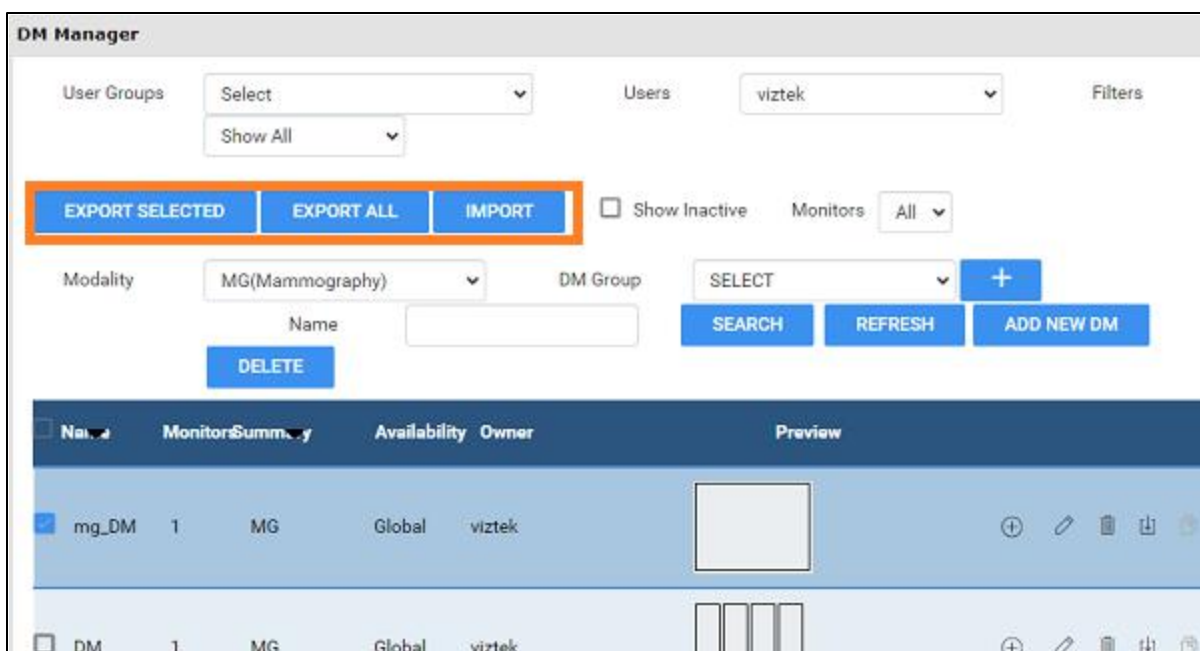 DM Manager
User Groups Select Users viztek Filters
Show All
EXPORT SELECTED EXPORT ALL IMPORT Show Inactive Monitors All
Modality MG(Mammography) DM Group SELECT +
Name SEARCH REFRESH ADD NEW DM
DELETE
Monitors Availability Owner Preview
mg_DM 1 MG Global viztek
DM 1 MG Global viztek